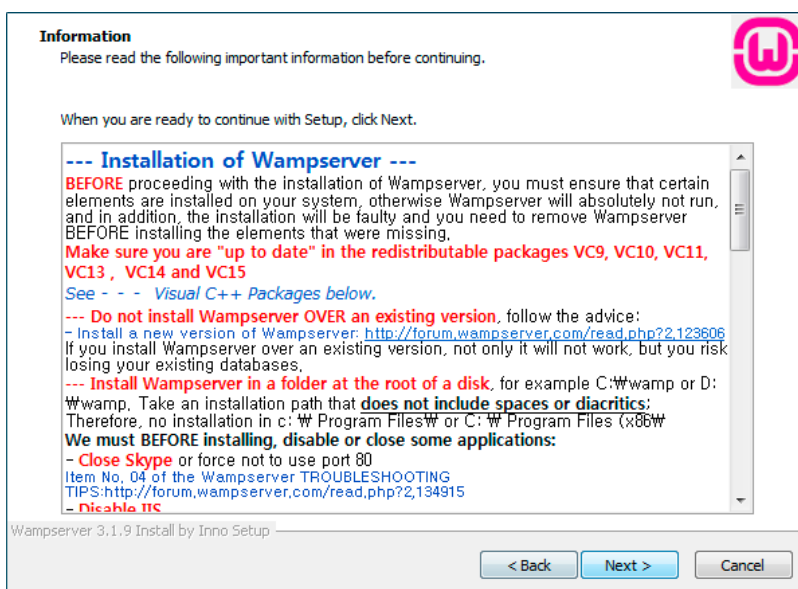 Information
Please read the following important information before continuing.
When you are ready to continue with Setup, click Next.
--- Installation of Wampserver ---
BEFORE proceeding with the installation of Wampserver, you must ensure that certain
elements are installed on your system, otherwise Wampserver will absolutely not run,
and in addition, the installation will be faulty and you need to remove Wampserver
BEFORE installing the elements that were missing,
Make sure you are "up to date" in the redistributable packages VC9, VC10, VC11,
VC13 , VC14 and VC15
See - - - Visual C++ Packages below.
--- Do not install Wampserver OVER an existing version, follow the advice:
- Install a new version of Wampserver: http://forum,wampserver,com/read,php?2,123606
If you install Wampserver over an existing version, not only it will not work, but you risk
losing your existing databases,
--- Install Wampserver in a folder at the root of a disk, for example C:₩wamp or D:
₩wamp, Take an installation path that does not include spaces or diacritics;
Therefore, no installation in c: ₩ Program Files₩ or C: ₩ Program Files (x86₩
We must BEFORE installing, disable or close some applications:
- Close Skype or force not to use port 80
Item No, 04 of the Wampserver TROUBLESHOOTING
TIPS:http://forum,wampserver,com/read,php?2,134915
- Disable IIS
Wampserver 3.1.9 Install by Inno Setup
< Back
Next >
Cancel